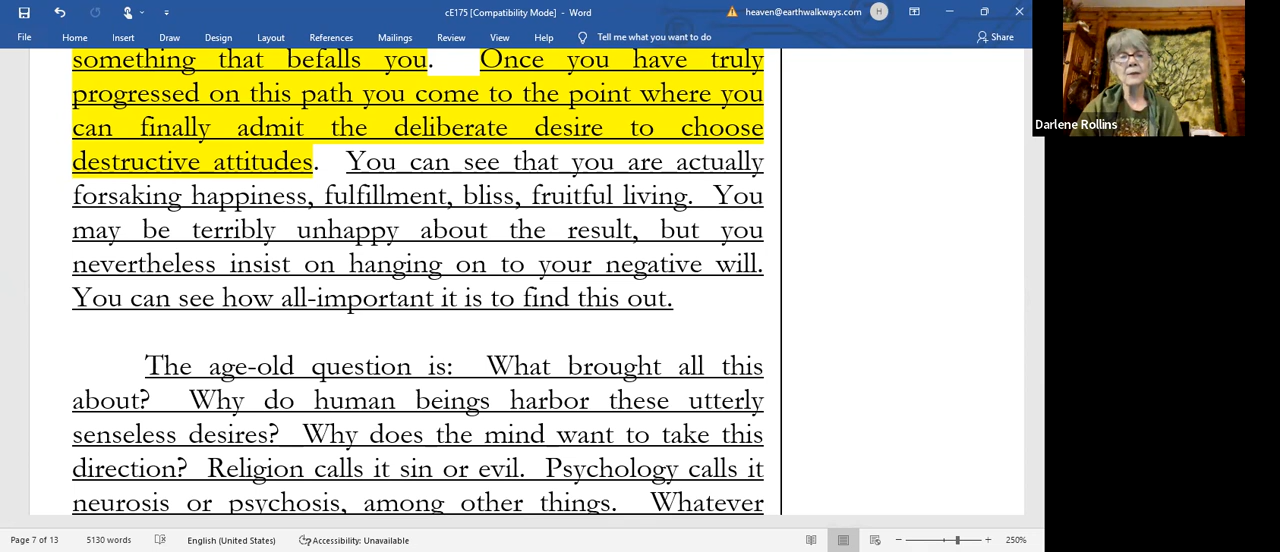 cE175 [Compatibility Mode] - Word
heaven@earthwalkways.com
H
File Home Insert Draw Design Layout References Mailings Review View Help Tell me what you want to do Share
something that befalls you. Once you have truly
progressed on this path you come to the point where you
can finally admit the deliberate desire to choose
destructive attitudes. You can see that you are actually
forsaking happiness, fulfillment, bliss, fruitful living. You
may be terribly unhappy about the result, but you
nevertheless insist on hanging on to your negative will.
You can see how all-important it is to find this out.
The age-old question is: What brought all this
about? Why do human beings harbor these utterly
senseless desires? Why does the mind want to take this
direction? Religion calls it sin or evil. Psychology calls it
neurosis or psychosis, among other things. Whatever
Page 7 of 13 5130 words English (United States) Accessibility: Unavailable 250%
Darlene Rollins